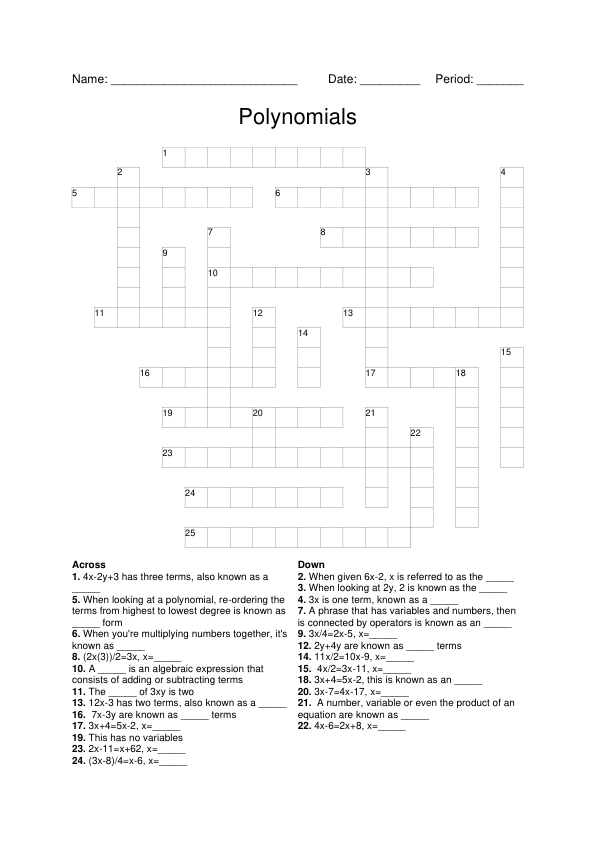 Name: ____________________________ Date: _________ Period: _______
Polynomials
1
2 3 4
5 6
7 8
9
10
11 12 13
14
15
16 17 18
19 20 21
22
23
24
25
Across
1. 4x-2y+3 has three terms, also known as a
_____
5. When looking at a polynomial, re-ordering the
terms from highest to lowest degree is known as
_____ form
6. When you're multiplying numbers together, it's
known as _____
8. (2x(3))/2=3x, x=_____
10. A _____ is an algebraic expression that
consists of adding or subtracting terms
11. The _____ of 3xy is two
13. 12x-3 has two terms, also known a _____
16. 7x-3y are known as _____ terms
17. 3x+4=5x-2, x=_____
19. This has no variables
23. 2x-11=x+62, x=_____
24. (3x-8)/4=x-6, x=_____
Down
2. When given 6x-2, x is referred to as the _____
3. When looking at 2y, 2 is known as the _____
4. 3x is one term, known as a _____
7. A phrase that has variables and numbers, then
is connected by operators is known as an _____
9. 3x/4=2x-5, x=_____
12. 2y+4y are known as _____ terms
14. 11x/2=10x-9, x=_____
15. 4x/2=3x-11, x=_____
18. 3x+4=5x-2, this is known as an _____
20. 3x-7=4x-17, x=_____
21. A number, variable or even the product of an
equation are known as _____
22. 4x-6=2x+8, x=_____